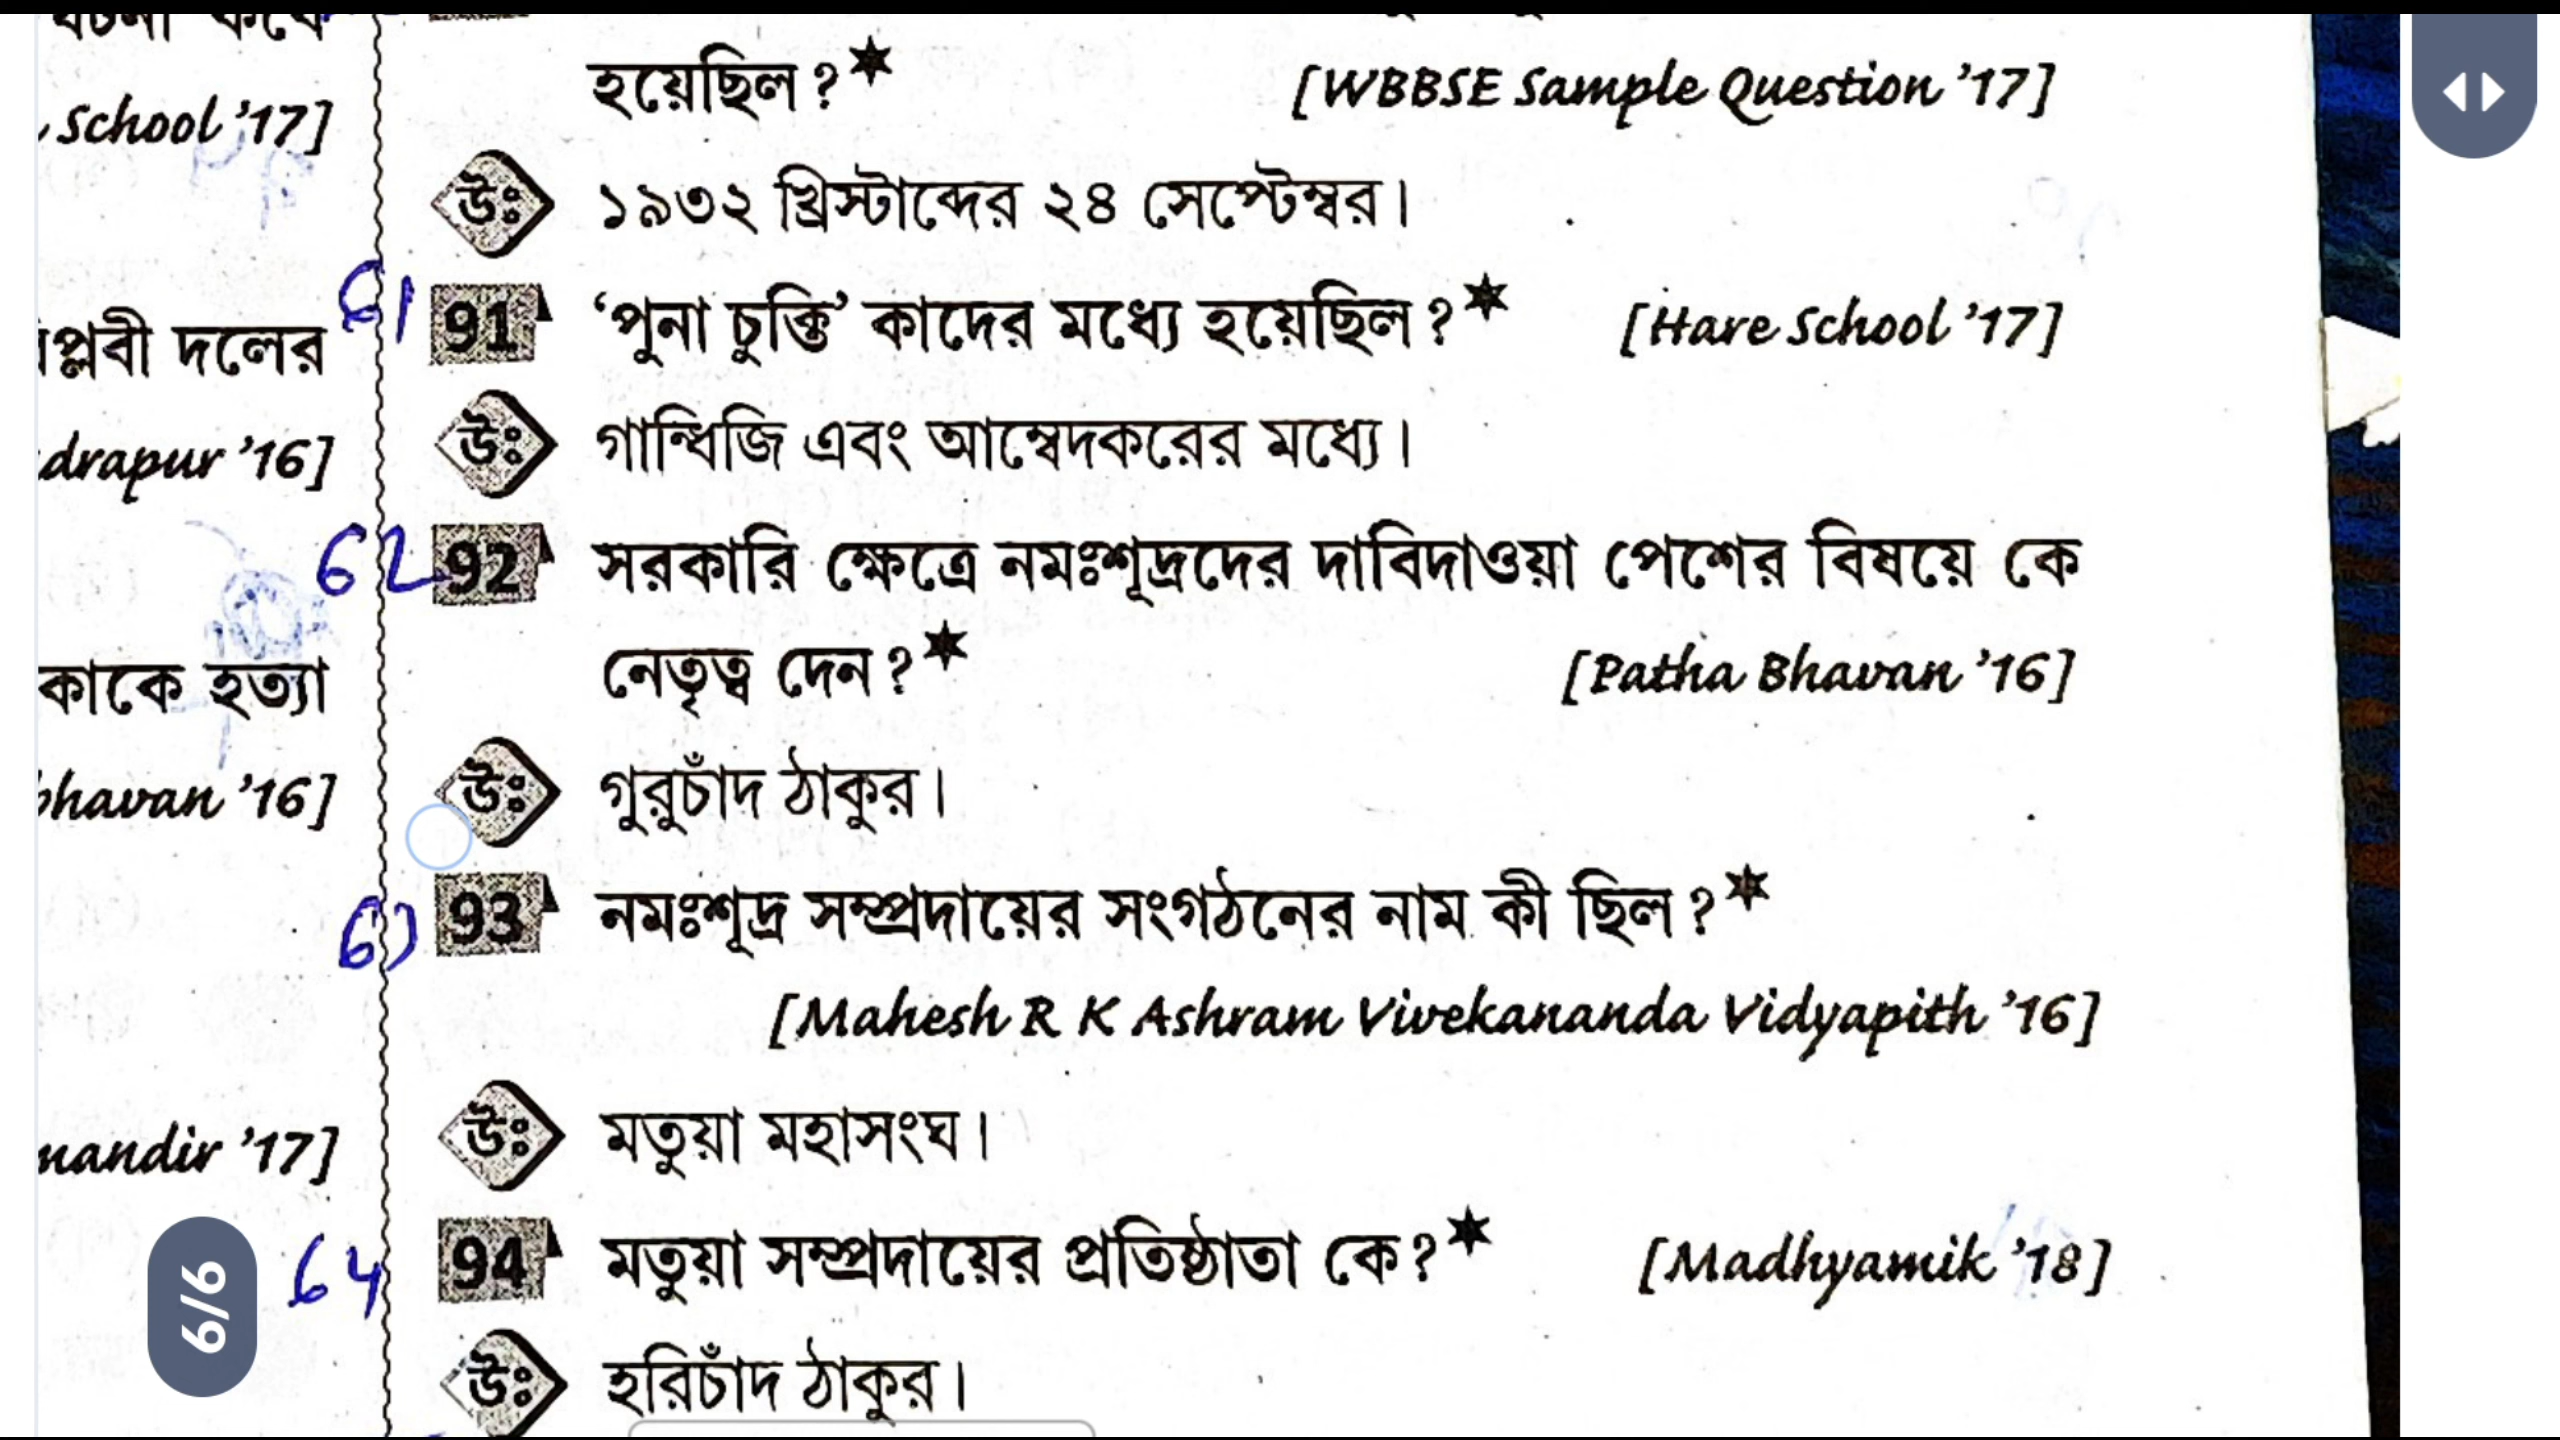 School '17]
প্লবী দলের
'16]
কাকে হত্যা
'16]
'17]
6/6
হয়েছিল ?★ [WBBSE Sample Question '17]
উঃ ১৯৩২ খ্রিস্টাব্দের ২৪ সেপ্টেম্বর।
61 91 ‘পুনা চুক্তি’ কাদের মধ্যে হয়েছিল ?★ [Hare School '17]
উঃ গান্ধিজি এবং আম্বেদকরের মধ্যে।
62 92 সরকারি ক্ষেত্রে নমঃশূদ্রদের দাবিদাওয়া পেশের বিষয়ে কে
নেতৃত্ব দেন ?★ [Patha Bhavan '16]
উঃ গুরুচাঁদ ঠাকুর।
63 93 নমঃশূদ্র সম্প্রদায়ের সংগঠনের নাম কী ছিল ?★
[Mahesh R K Ashram Vivekananda Vidyapith '16]
উঃ মতুয়া মহাসংঘ।
64 94 মতুয়া সম্প্রদায়ের প্রতিষ্ঠাতা কে?★ [Madhyamik '18]
উঃ হরিচাঁদ ঠাকুর।